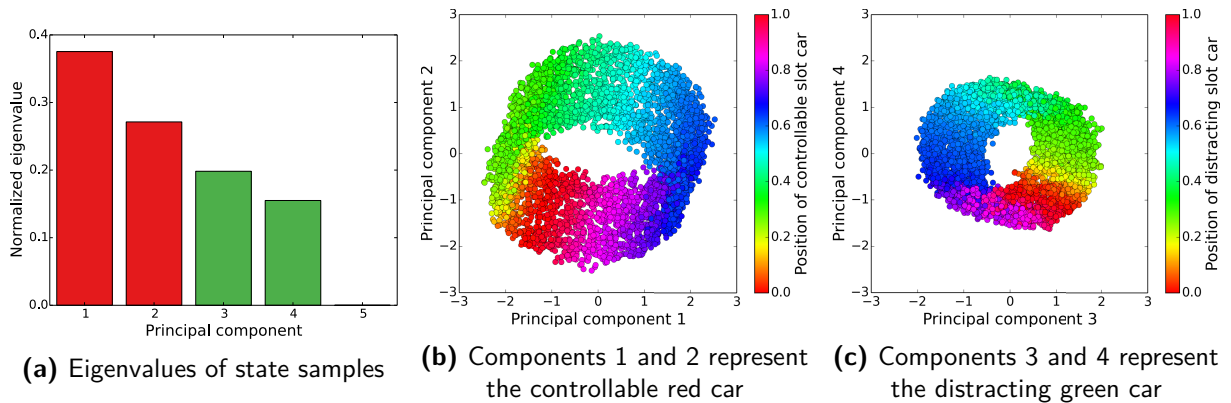 0.4
0.3
0.2
0.1
0.0
Normalized eigenvalue
1 2 3 4 5
Principal component
(a) Eigenvalues of state samples
3
2
1
0
−1
−2
−3
Principal component 2
−3 −2 −1 0 1 2 3
Principal component 1
1.0
0.8
0.6
0.4
0.2
0.0
Position of controllable slot car
(b) Components 1 and 2 represent
the controllable red car
3
2
1
0
−1
−2
−3
Principal component 4
−3 −2 −1 0 1 2 3
Principal component 3
1.0
0.8
0.6
0.4
0.2
0.0
Position of distracting slot car
(c) Components 3 and 4 represent
the distracting green car